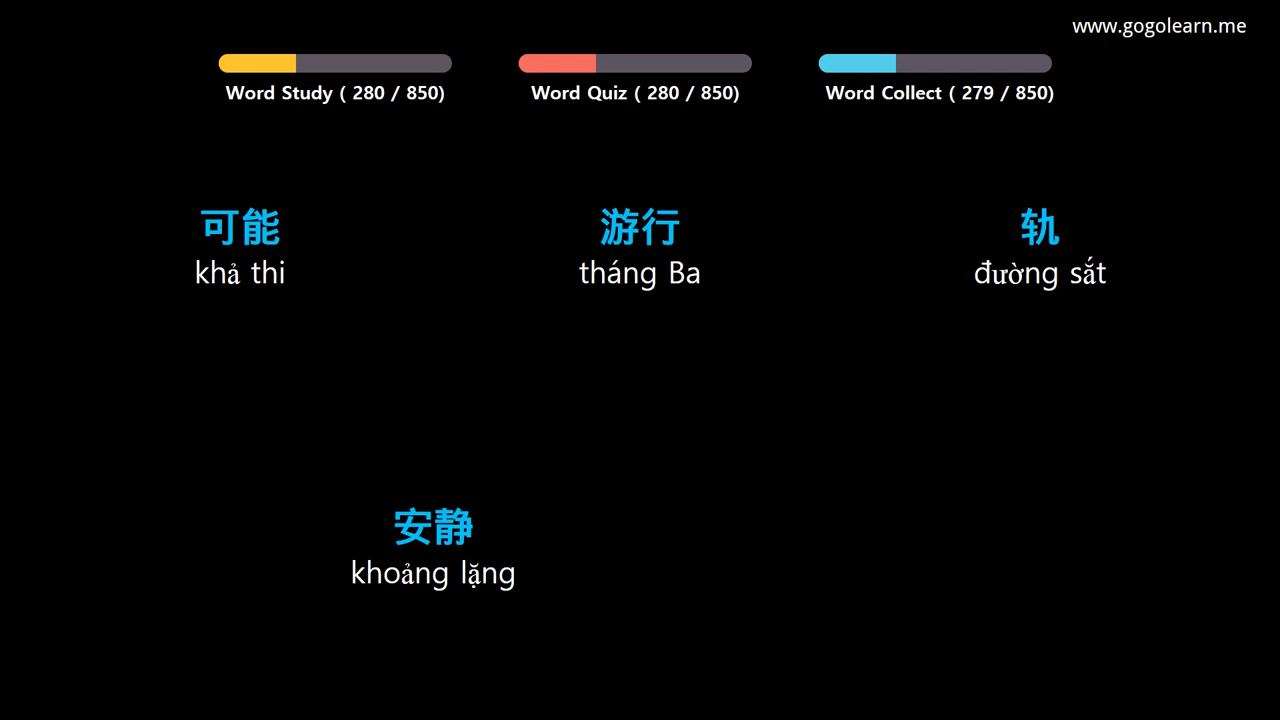 www.gogolearn.me
Word Study ( 280 / 850)
Word Quiz ( 280 / 850)
Word Collect ( 279 / 850)
可能
khả thi
游行
tháng Ba
轨
đường sắt
安静
khoảng lặng